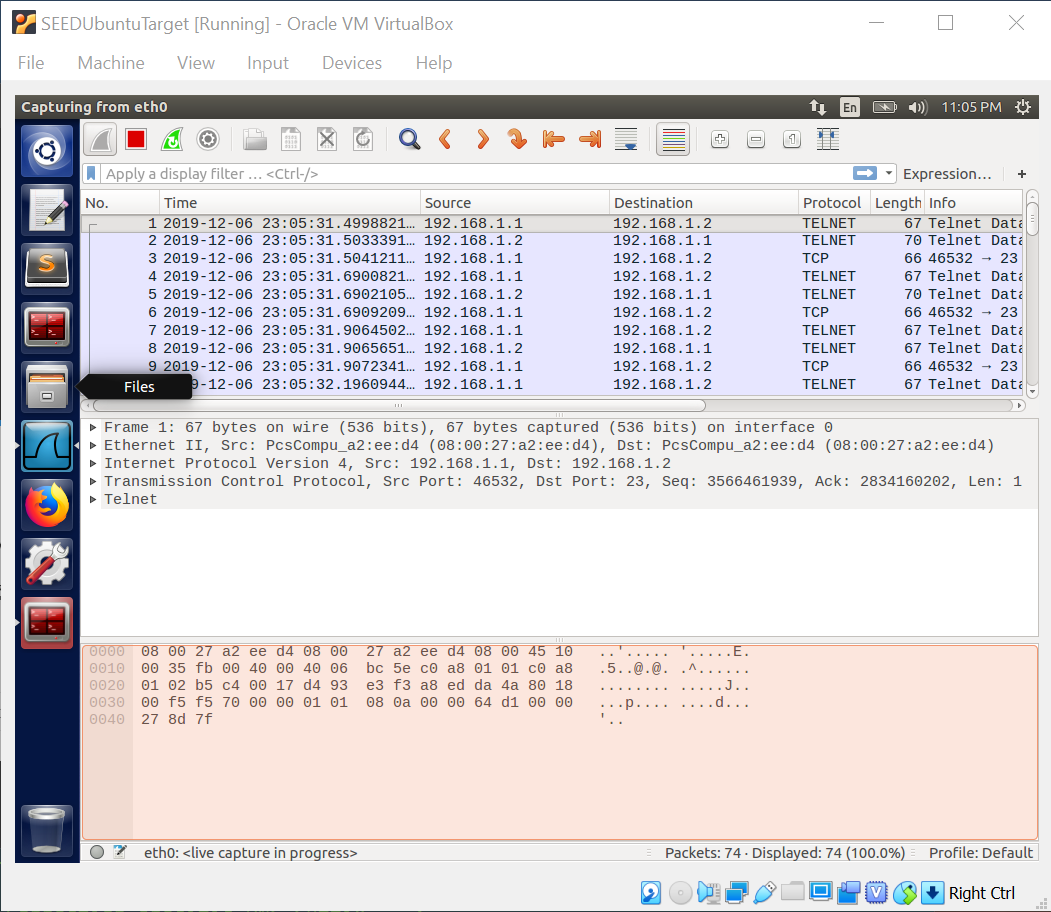 SEEDUbuntuTarget [Running] - Oracle VM VirtualBox
File Machine View Input Devices Help
Capturing from eth0 En 11:05 PM
Apply a display filter ... <Ctrl-/> Expression... +
No. Time Source Destination Protocol Length Info
1 2019-12-06 23:05:31.4998821... 192.168.1.1 192.168.1.2 TELNET 67 Telnet Data
2 2019-12-06 23:05:31.5033391... 192.168.1.2 192.168.1.1 TELNET 70 Telnet Data
3 2019-12-06 23:05:31.5041211... 192.168.1.1 192.168.1.2 TCP 66 46532 → 23
4 2019-12-06 23:05:31.6900821... 192.168.1.1 192.168.1.2 TELNET 67 Telnet Data
5 2019-12-06 23:05:31.6902105... 192.168.1.2 192.168.1.1 TELNET 70 Telnet Data
6 2019-12-06 23:05:31.6909209... 192.168.1.1 192.168.1.2 TCP 66 46532 → 23
7 2019-12-06 23:05:31.9064502... 192.168.1.1 192.168.1.2 TELNET 67 Telnet Data
8 2019-12-06 23:05:31.9065651... 192.168.1.2 192.168.1.1 TELNET 67 Telnet Data
9 2019-12-06 23:05:31.9072341... 192.168.1.1 192.168.1.2 TCP 66 46532 → 23
Files 9-12-06 23:05:32.1960944... 192.168.1.1 192.168.1.2 TELNET 67 Telnet Data
Frame 1: 67 bytes on wire (536 bits), 67 bytes captured (536 bits) on interface 0
Ethernet II, Src: PcsCompu_a2:ee:d4 (08:00:27:a2:ee:d4), Dst: PcsCompu_a2:ee:d4 (08:00:27:a2:ee:d4)
Internet Protocol Version 4, Src: 192.168.1.1, Dst: 192.168.1.2
Transmission Control Protocol, Src Port: 46532, Dst Port: 23, Seq: 3566461939, Ack: 2834160202, Len: 1
Telnet
0000 08 00 27 a2 ee d4 08 00 27 a2 ee d4 08 00 45 10 ..'..... '.....E.
0010 00 35 fb 00 40 00 40 06 bc 5e c0 a8 01 01 c0 a8 .5..@.@. .^......
0020 01 02 b5 c4 00 17 d4 93 e3 f3 a8 ed da 4a 80 18 ........ .....J..
0030 00 f5 f5 70 00 00 01 01 08 0a 00 00 64 d1 00 00 ...p.... ....d...
0040 27 8d 7f '..
eth0: <live capture in progress> Packets: 74 · Displayed: 74 (100.0%) Profile: Default
Right Ctrl